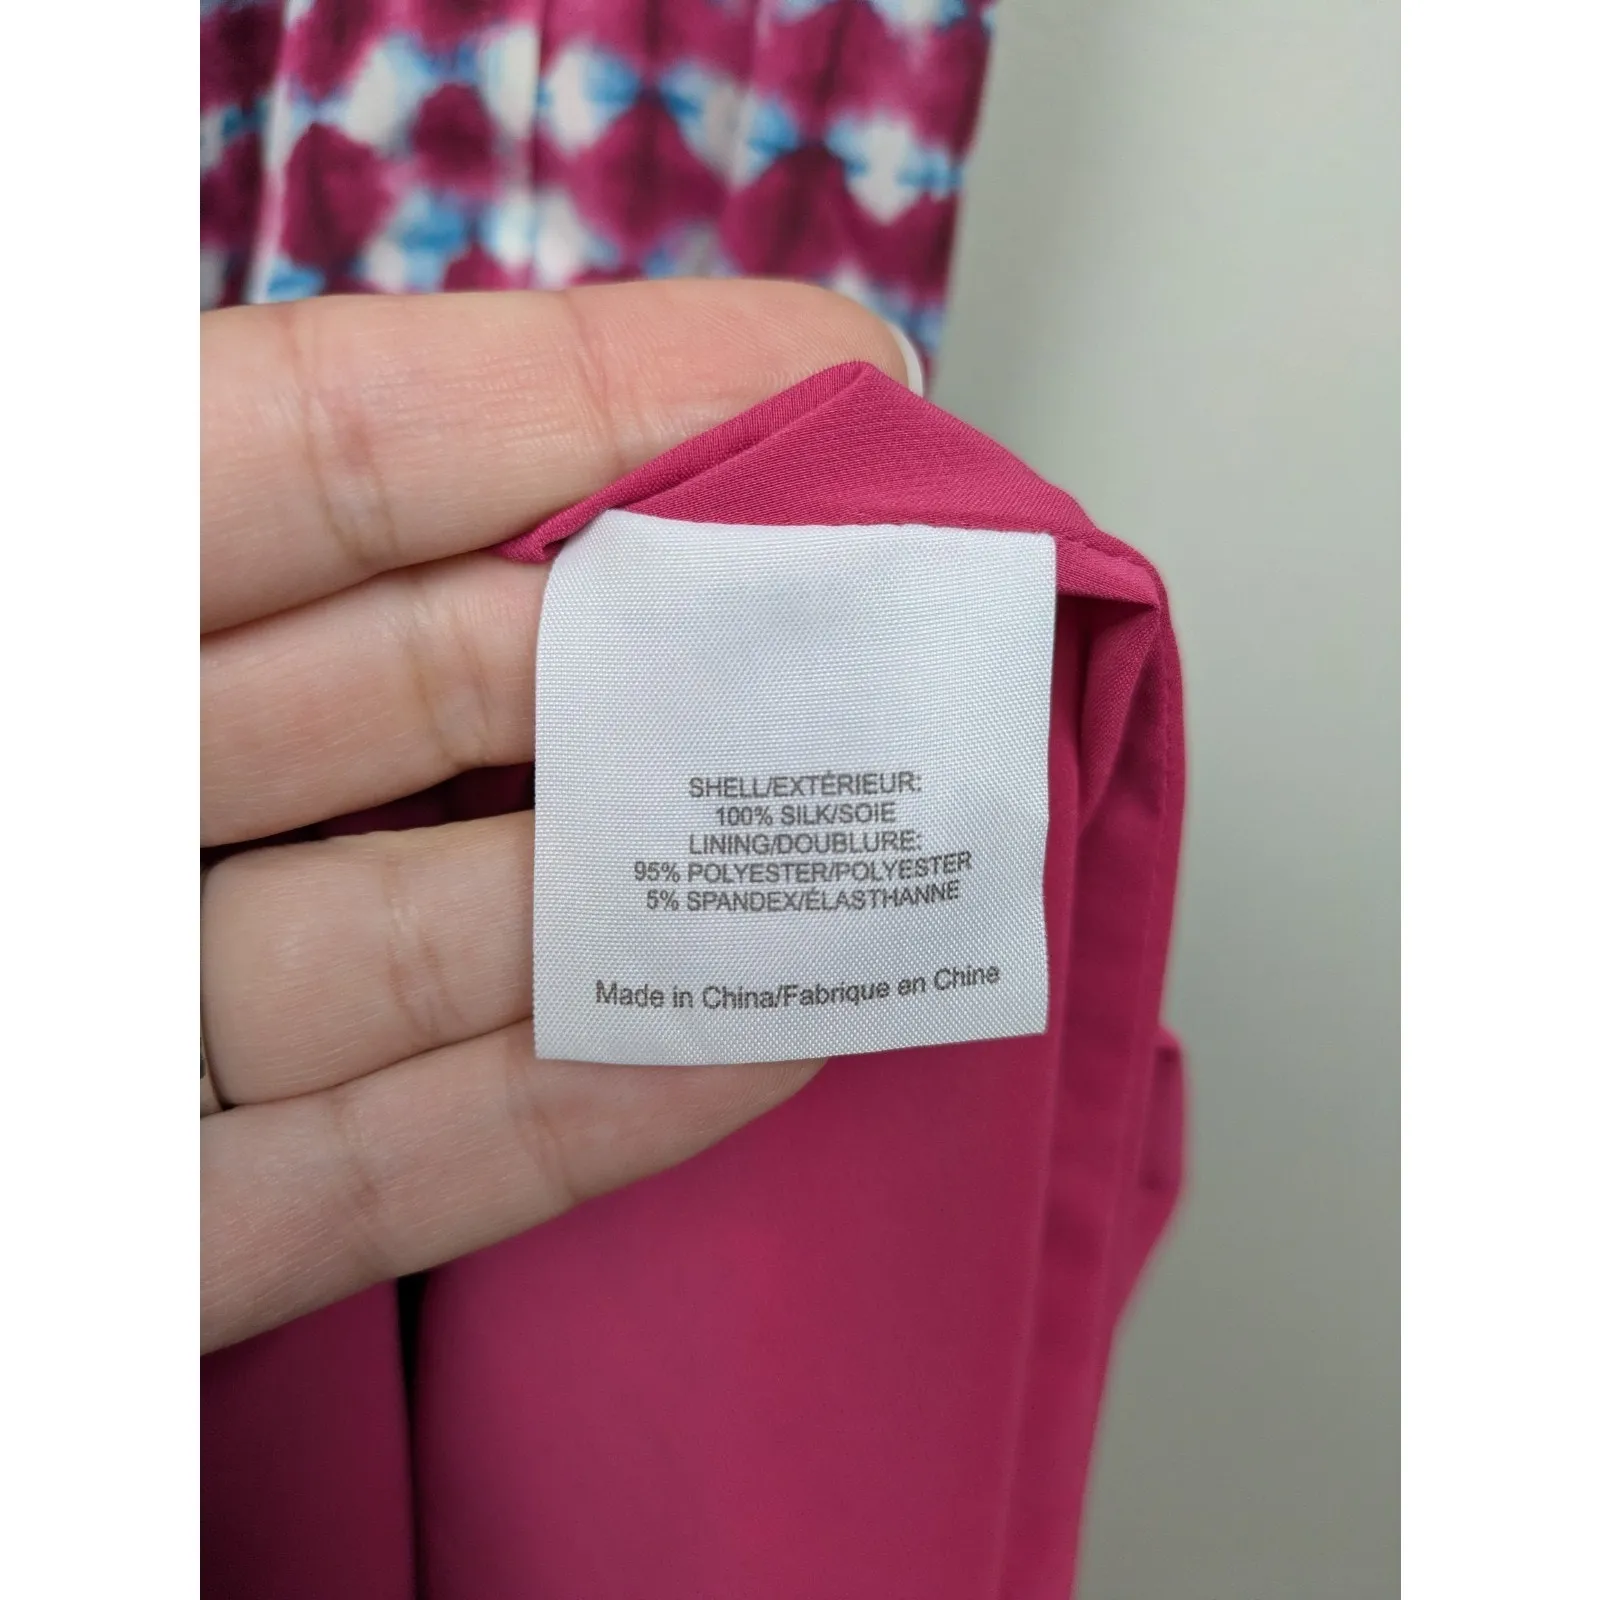 SHELL/EXTÉRIEUR:
100% SILK/SOIE
LINING/DOUBLURE:
95% POLYESTER/POLYESTER
5% SPANDEX/ÉLASTHANNE
Made in China/Fabrique en Chine